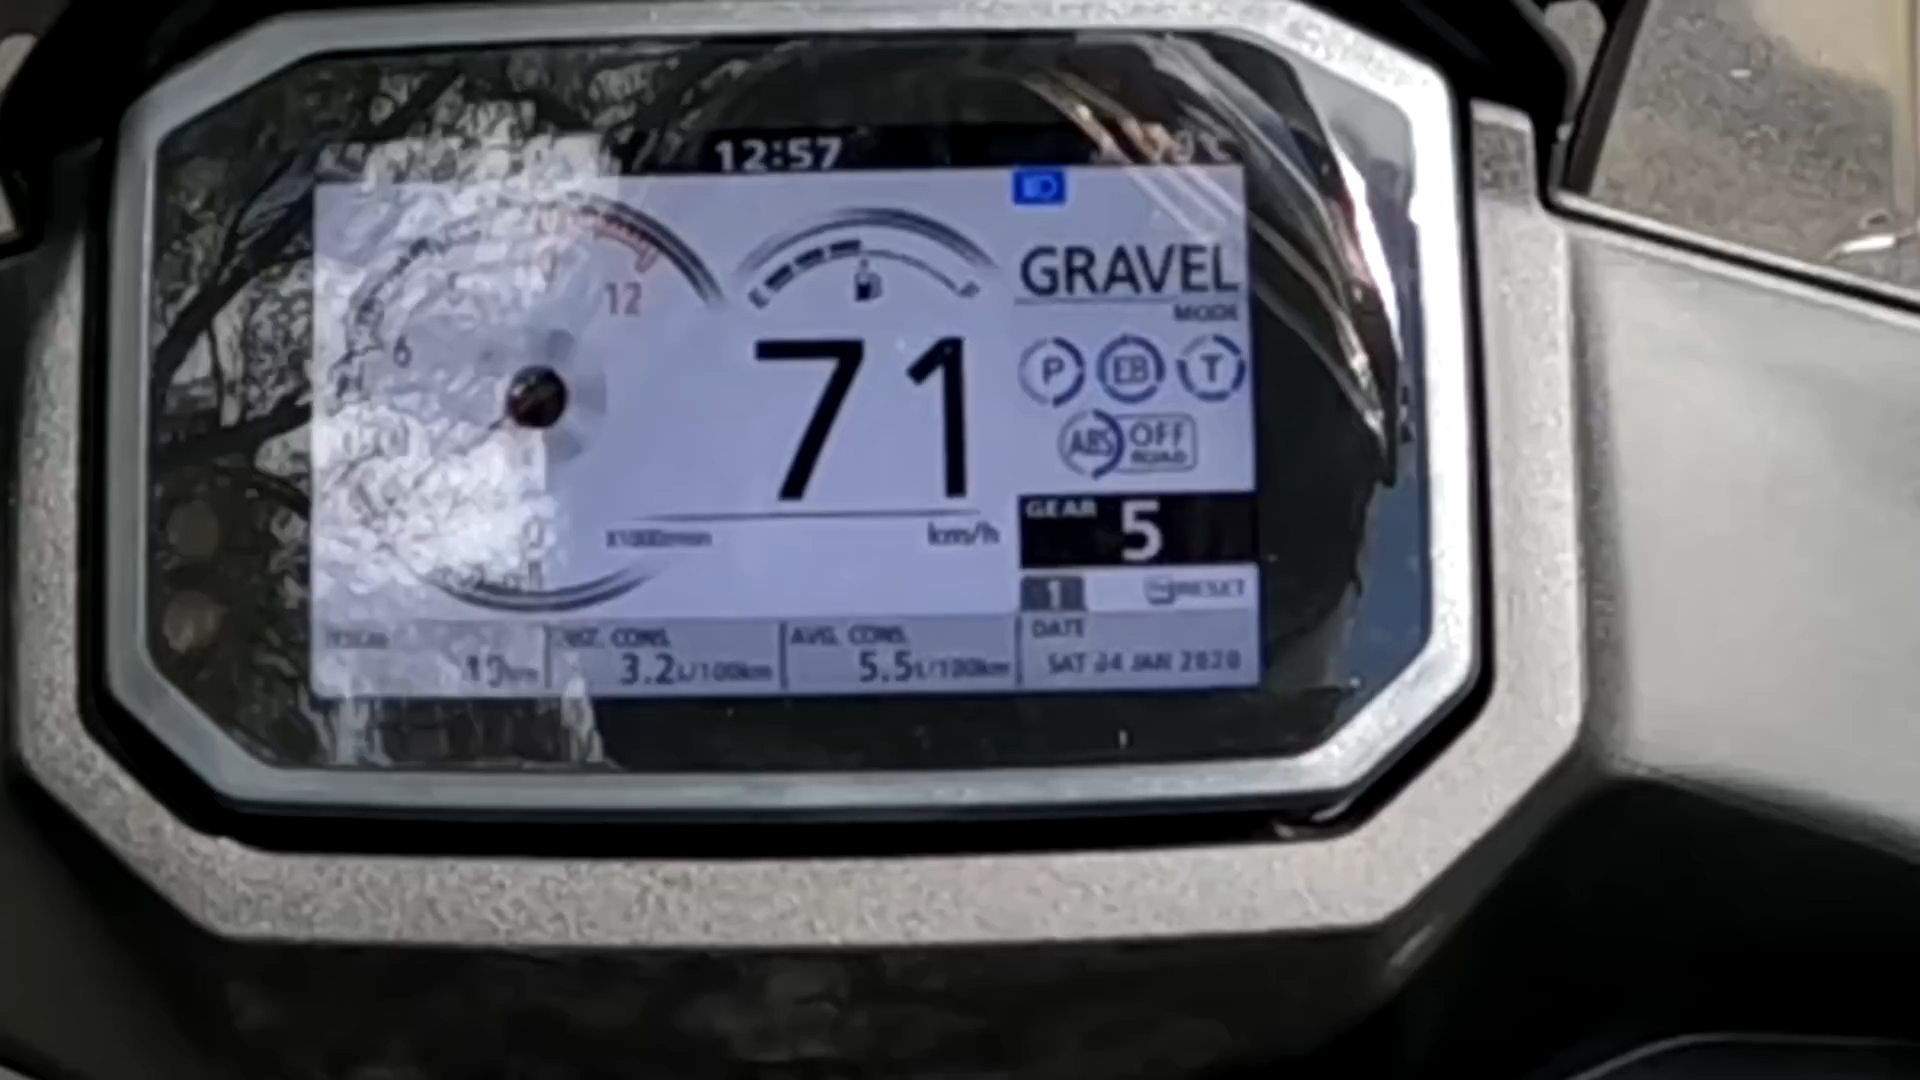 12:57
GRAVEL
MODE
12
6
P EB T
71
ABS OFF
ROAD
km/h
GEAR 5
1 RESET
CONS.
3.2L/100km
AVG. CONS.
5.5L/100km
DATE
SAT 04 JAN 2020